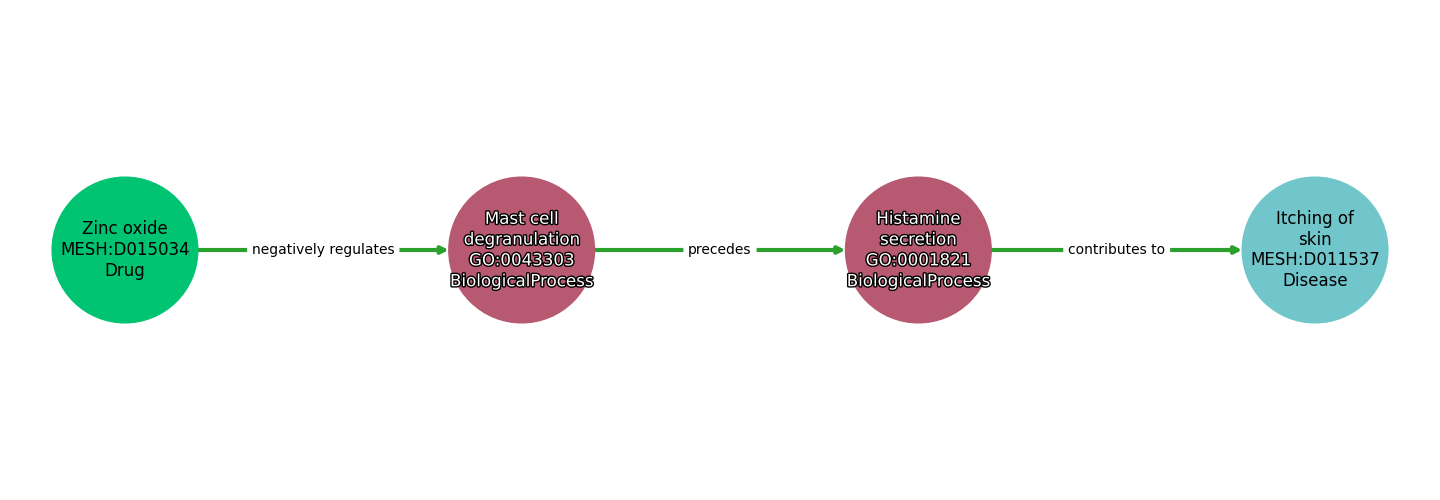 Zinc oxide
MESH:D015034
Drug
negatively regulates
Mast cell
degranulation
GO:0043303
BiologicalProcess
precedes
Histamine
secretion
GO:0001821
BiologicalProcess
contributes to
Itching of
skin
MESH:D011537
Disease